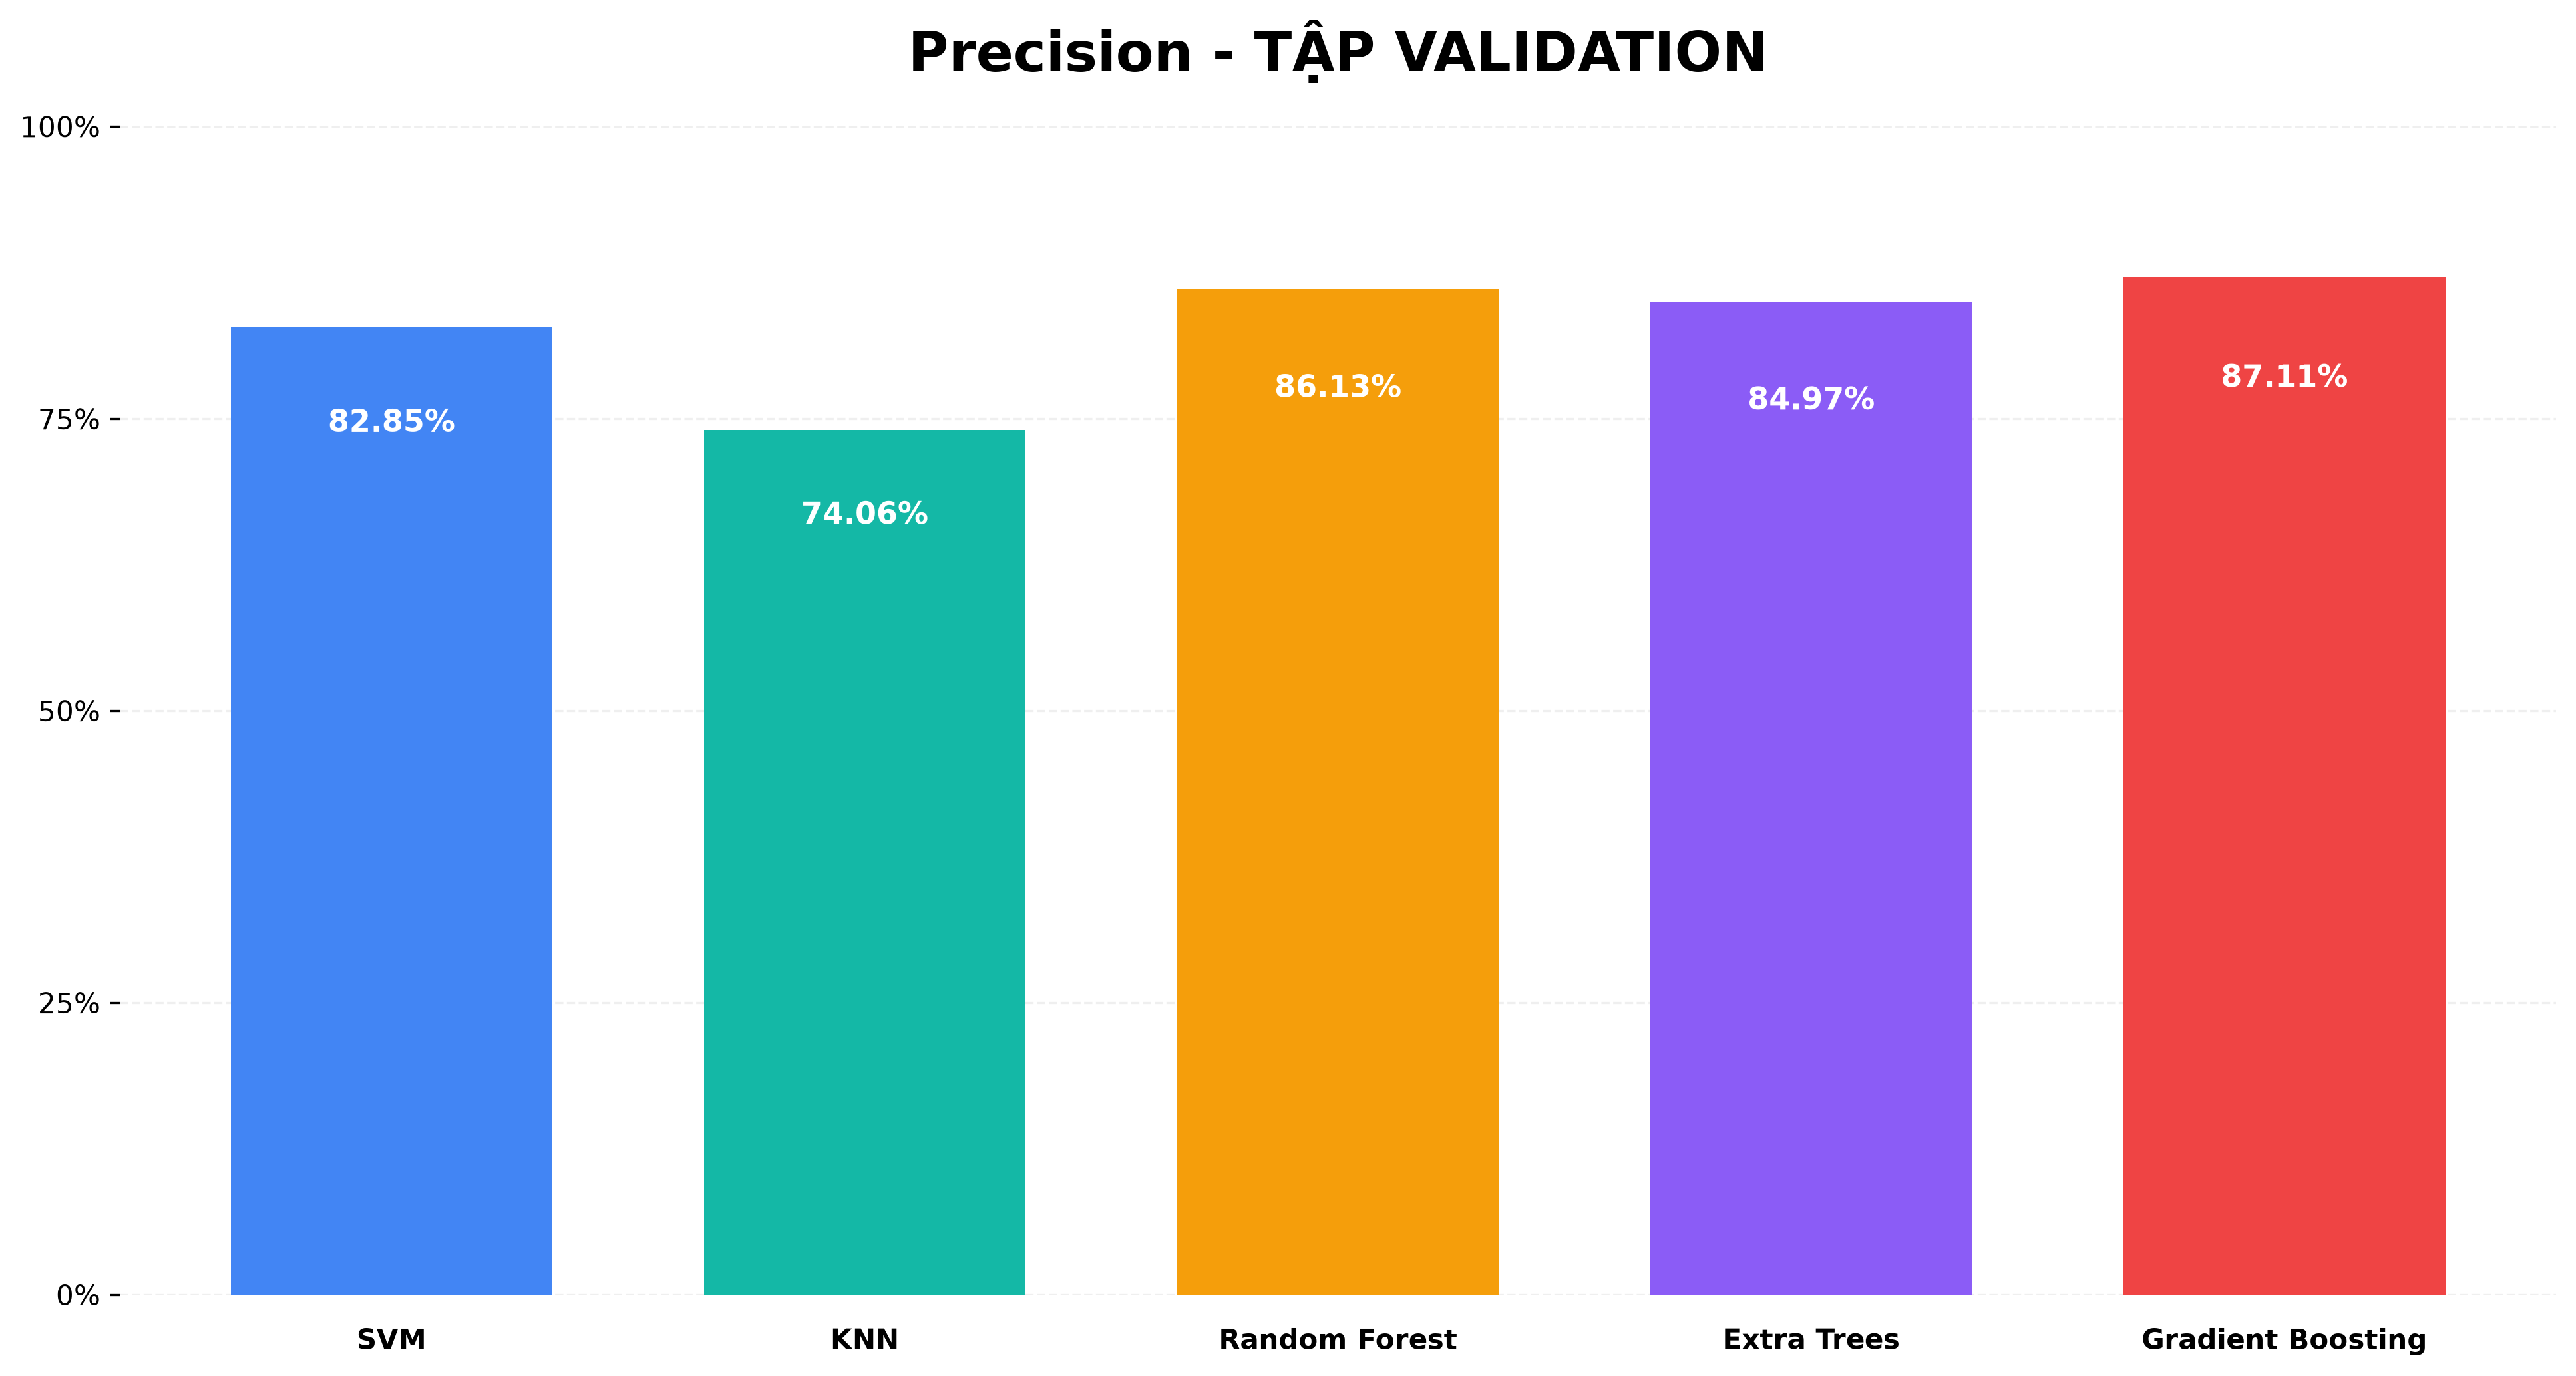 Precision - TẬP VALIDATION
100%
75%
50%
25%
0%
82.85%
74.06%
86.13%
84.97%
87.11%
SVM
KNN
Random Forest
Extra Trees
Gradient Boosting